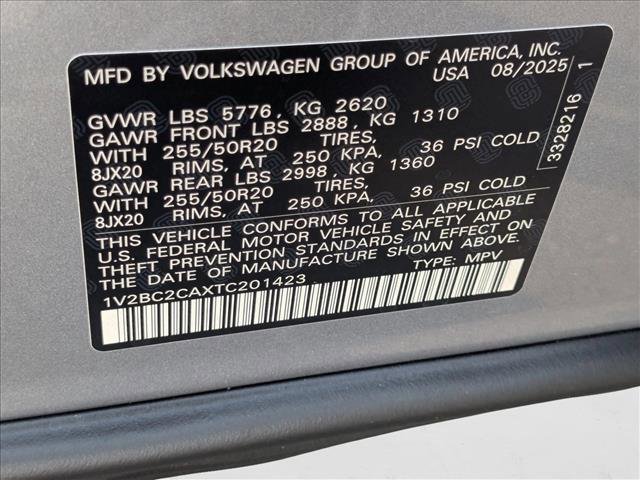 MFD BY VOLKSWAGEN GROUP OF AMERICA, INC.
USA 08/2025
GVWR LBS 5776, KG 2620
GAWR FRONT LBS 2888, KG 1310
WITH 255/50R20 TIRES,
8JX20 RIMS, AT 250 KPA, 36 PSI COLD
GAWR REAR LBS 2998, KG 1360
WITH 255/50R20 TIRES,
8JX20 RIMS, AT 250 KPA, 36 PSI COLD
THIS VEHICLE CONFORMS TO ALL APPLICABLE
U.S. FEDERAL MOTOR VEHICLE SAFETY AND
THEFT PREVENTION STANDARDS IN EFFECT ON
THE DATE OF MANUFACTURE SHOWN ABOVE.
1V2BC2CAXTC201423 TYPE: MPV
3328216 1